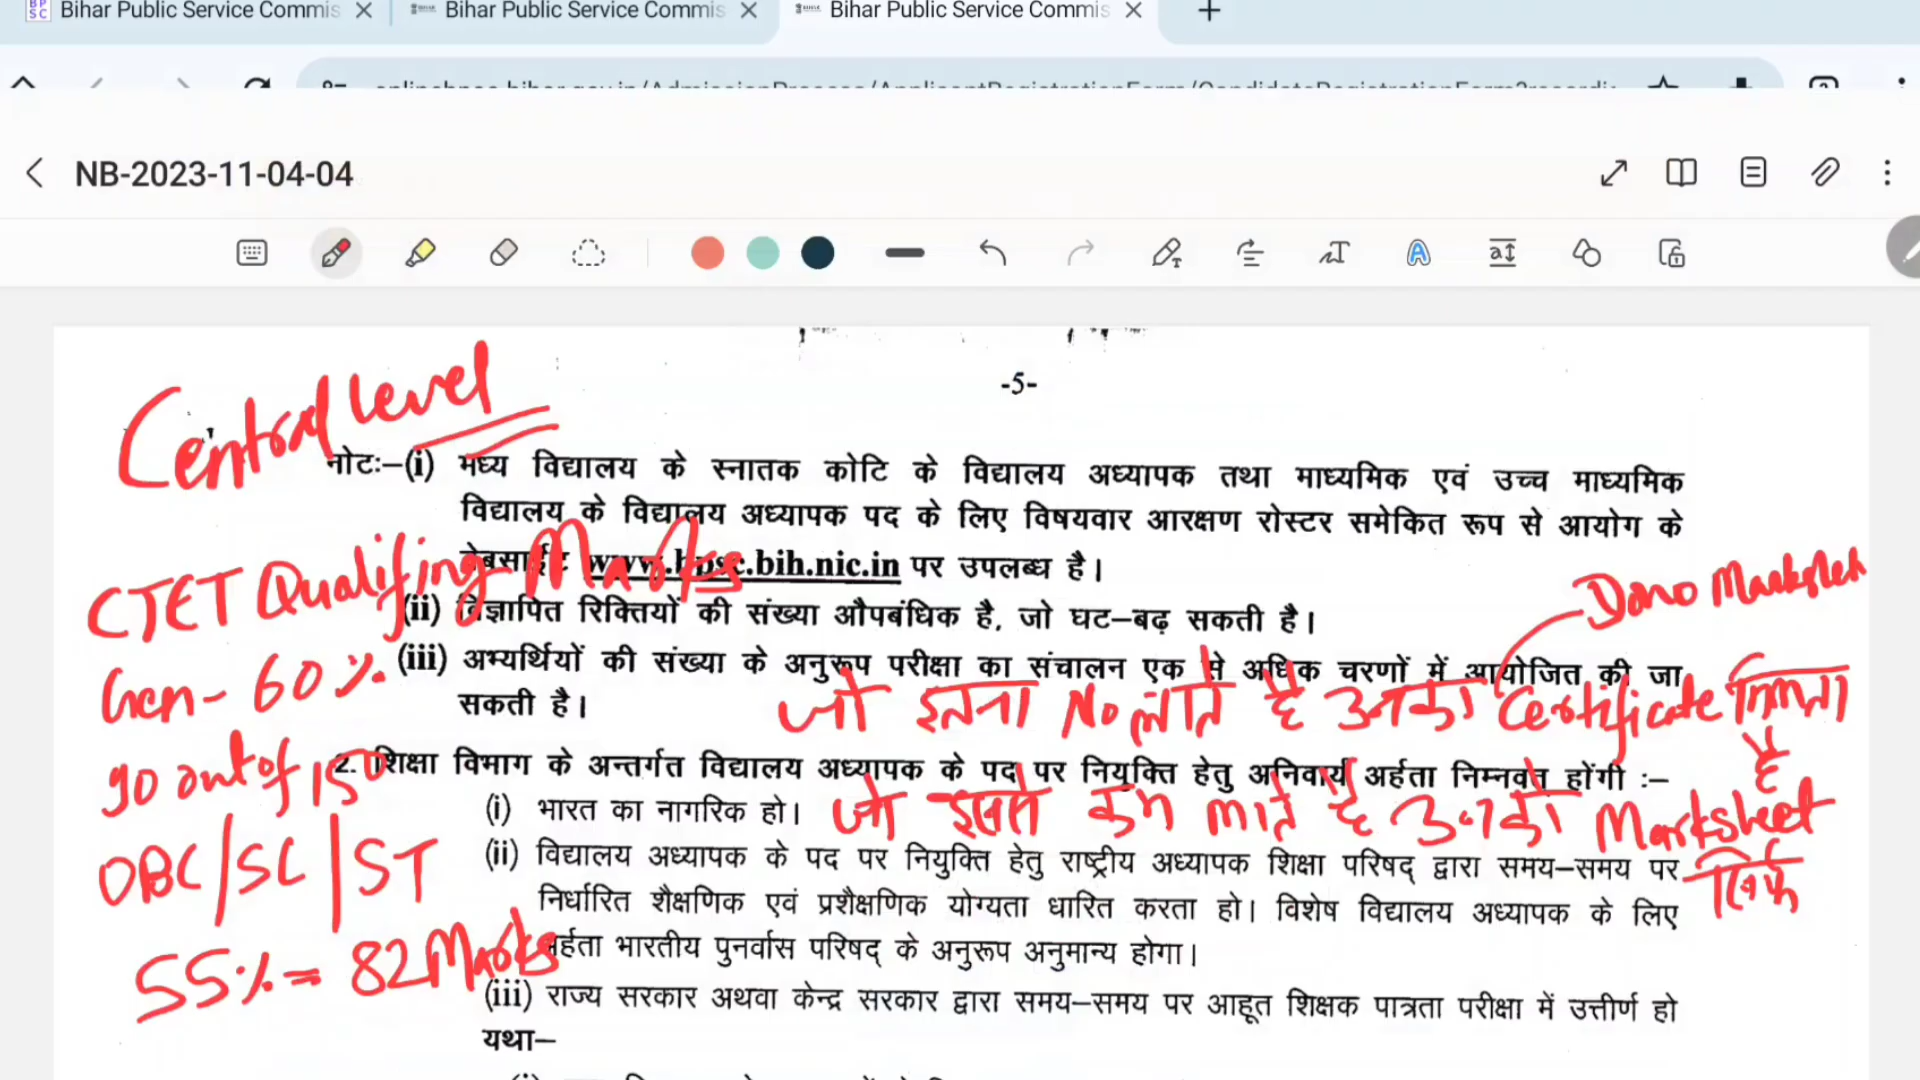 Bihar Public Service Commis
Bihar Public Service Commis
Bihar Public Service Commis
NB-2023-11-04-04
-5-
Central level
नोटः–(i) मध्य विद्यालय के स्नातक कोटि के विद्यालय अध्यापक तथा माध्यमिक एवं उच्च माध्यमिक
विद्यालय के विद्यालय अध्यापक पद के लिए विषयवार आरक्षण रोस्टर समेकित रूप से आयोग के
वेबसाईट www.bpsc.bih.nic.in पर उपलब्ध है।
CTET Qualifing Marks
(ii) विज्ञापित रिक्तियों की संख्या औपबंधिक है, जो घट–बढ़ सकती है।
Dono Marksheet
(iii) अभ्यर्थियों की संख्या के अनुरूप परीक्षा का संचालन एक से अधिक चरणों में आयोजित की जा
सकती है।
Gen- 60%
जो इतना No लाते है उनका Certificate मिलता
है
90 out of 150
2. शिक्षा विभाग के अन्तर्गत विद्यालय अध्यापक के पद पर नियुक्ति हेतु अनिवार्य अर्हता निम्नवत होंगी :–
(i) भारत का नागरिक हो।
जो इससे कम लाते है उनको Marksheet
सिर्फ
OBC/SC|ST
(ii) विद्यालय अध्यापक के पद पर नियुक्ति हेतु राष्ट्रीय अध्यापक शिक्षा परिषद् द्वारा समय–समय पर
निर्धारित शैक्षणिक एवं प्रशैक्षणिक योग्यता धारित करता हो। विशेष विद्यालय अध्यापक के लिए
अर्हता भारतीय पुनर्वास परिषद् के अनुरूप अनुमान्य होगा।
55%= 82 Marks
(iii) राज्य सरकार अथवा केन्द्र सरकार द्वारा समय–समय पर आहूत शिक्षक पात्रता परीक्षा में उत्तीर्ण हो
यथा–